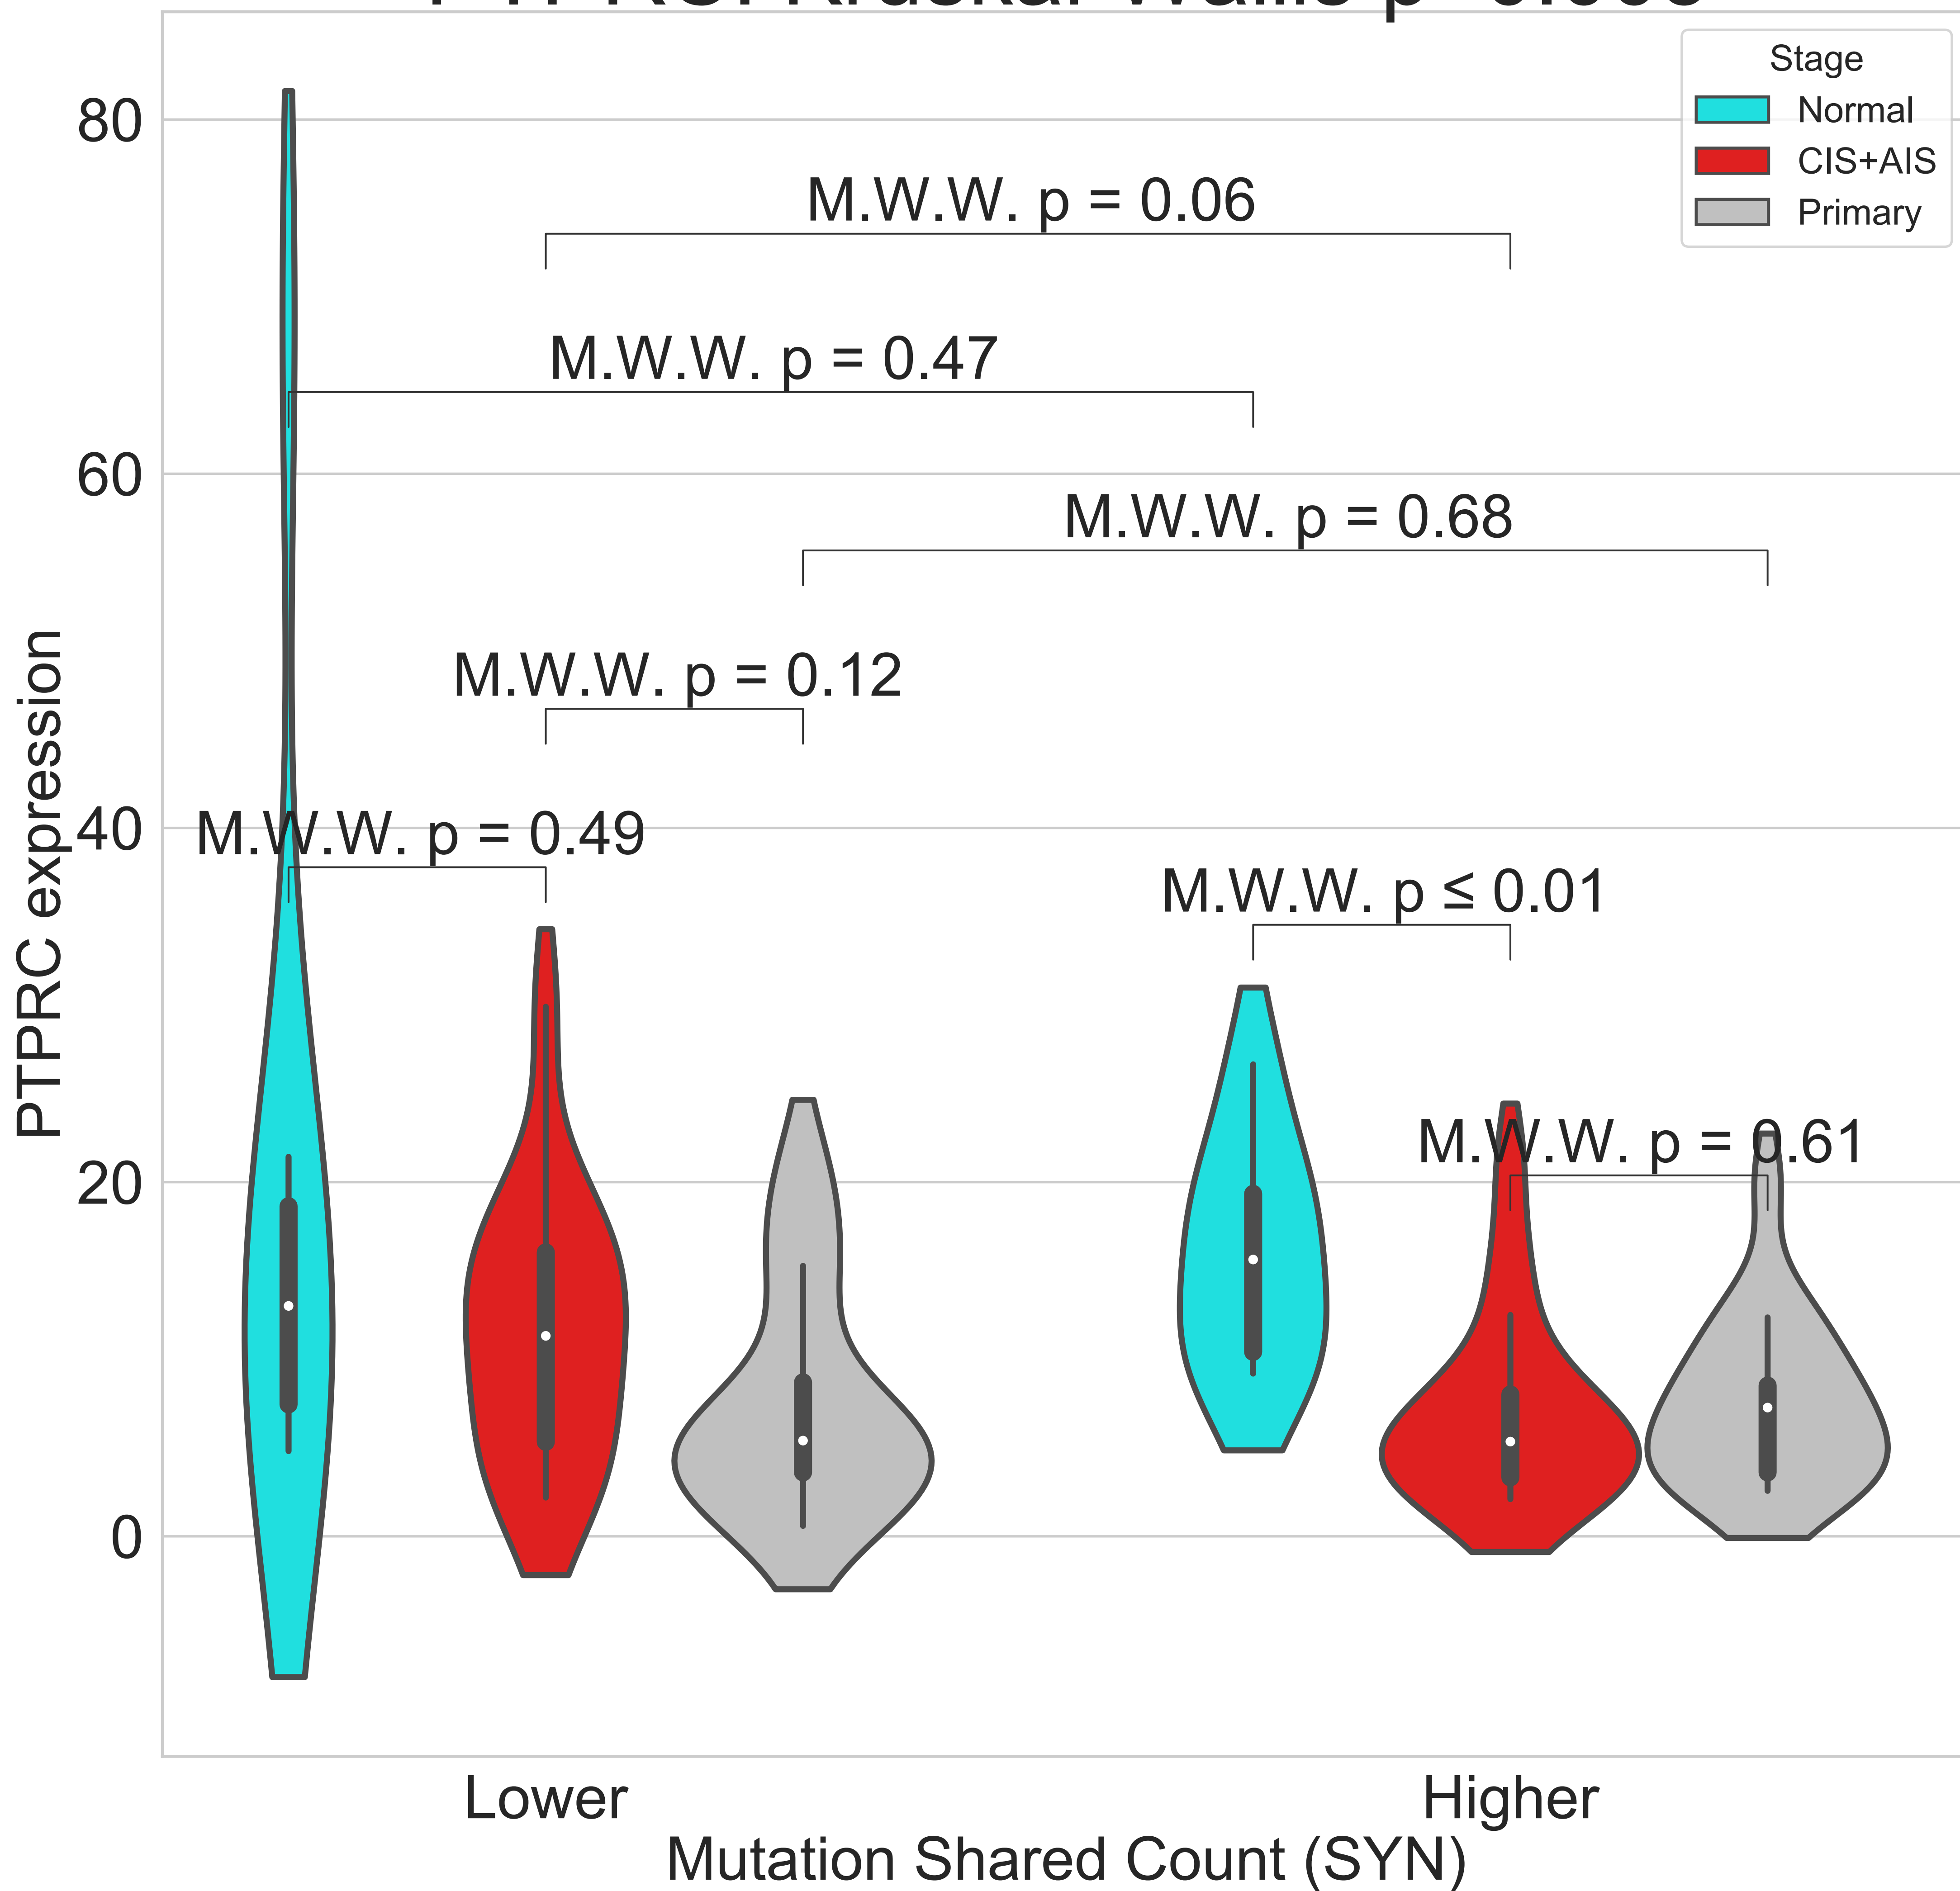 Stage
Normal
CIS+AIS
Primary
80
60
40
20
0
PTPRC expression
M.W.W. p = 0.06
M.W.W. p = 0.47
M.W.W. p = 0.68
M.W.W. p = 0.12
M.W.W. p = 0.49
M.W.W. p ≤ 0.01
M.W.W. p = 0.61
Lower
Higher
Mutation Shared Count (SYN)